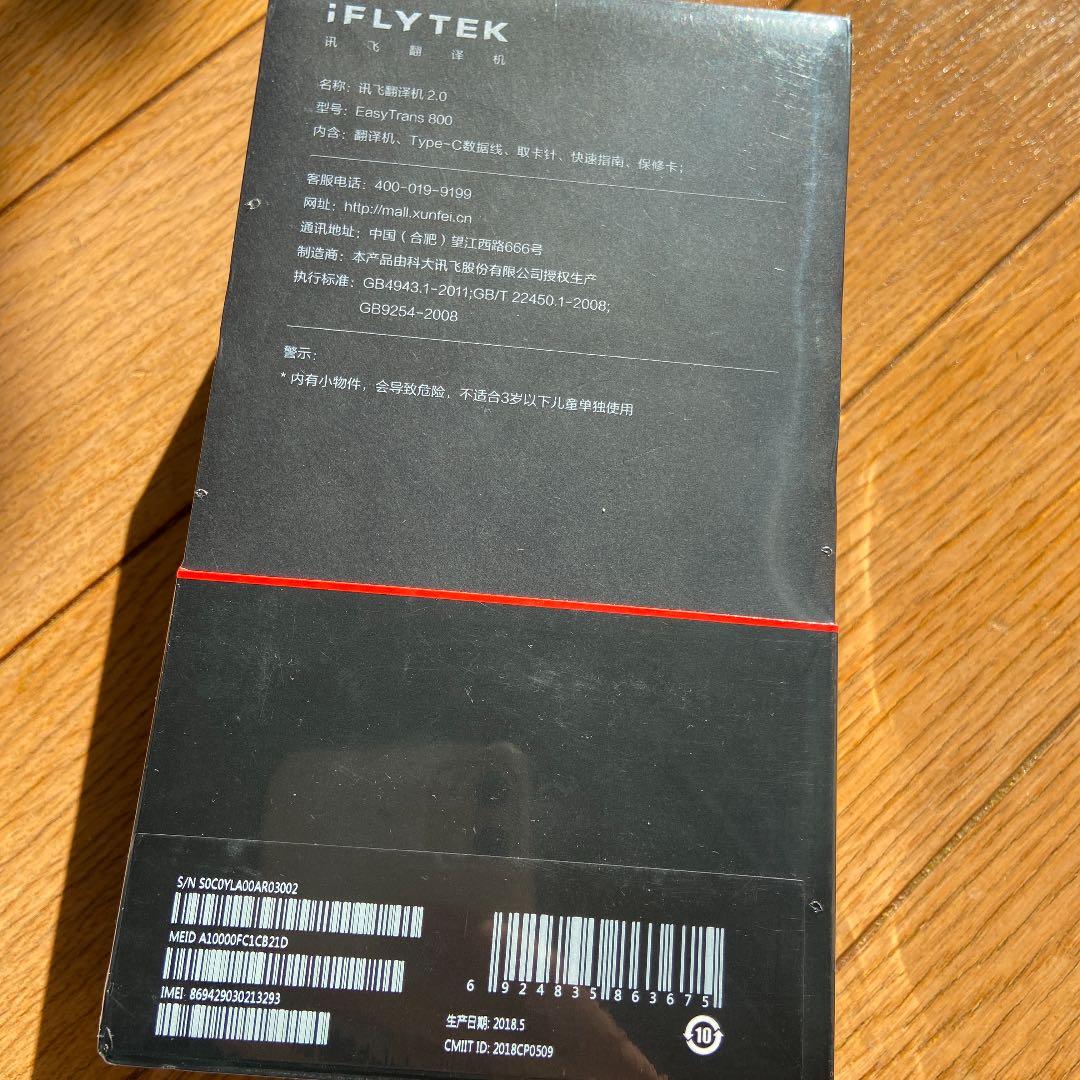 iFLYTEK
讯飞翻译机
名称：讯飞翻译机 2.0
型号：EasyTrans 800
内含：翻译机、Type-C数据线、取卡针、快速指南、保修卡；
客服电话：400-019-9199
网址：http://mall.xunfei.cn
通讯地址：中国（合肥）望江西路666号
制造商：本产品由科大讯飞股份有限公司授权生产
执行标准：GB4943.1-2011;GB/T 22450.1-2008;
GB9254-2008
警示：
* 内有小物件，会导致危险，不适合3岁以下儿童单独使用
S/N S0C0YLA00AR03002
MEID A10000FC1CB21D
IMEI 869429030213293
6 924835 863675
生产日期: 2018.5
CMIIT ID: 2018CP0509
10